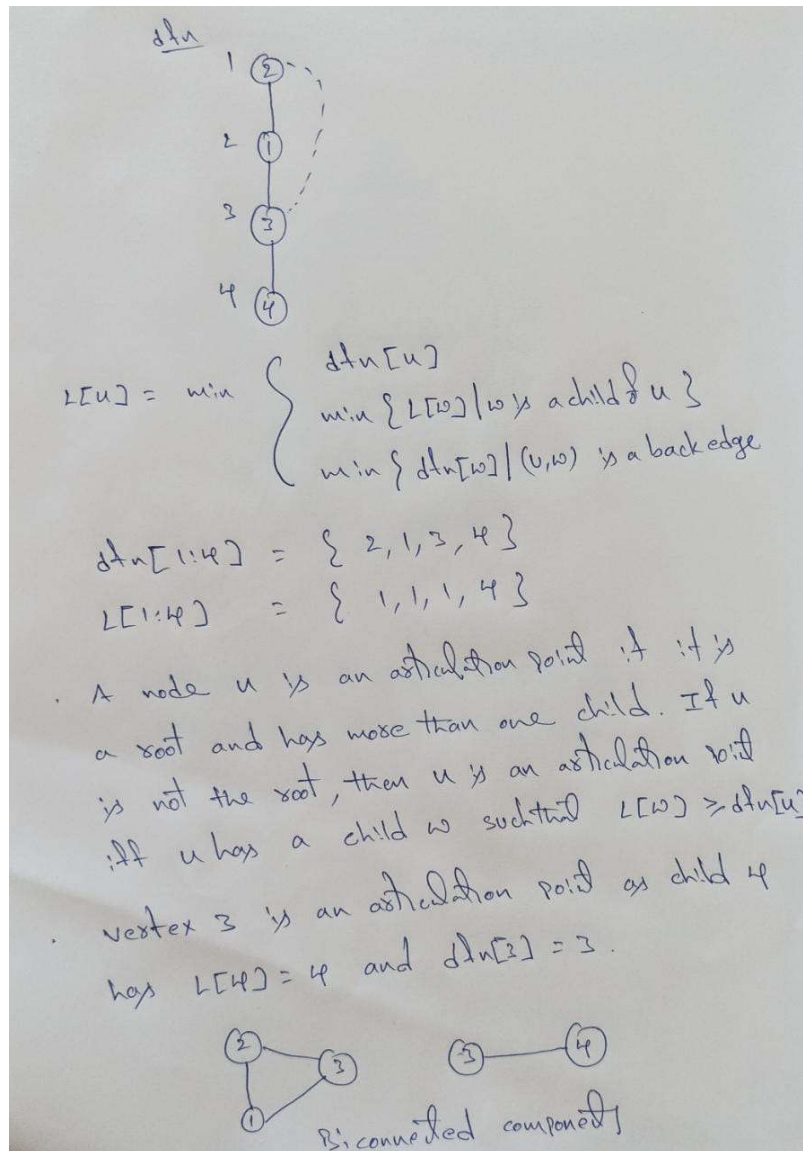 dfn
1 2
2 1
3 3
4 4
L[u] = min { dfn[u]
min { L[w] | w is a child of u }
min { dfn[w] | (u,w) is a back edge
dfn[1:4] = { 2, 1, 3, 4 }
L[1:4] = { 1, 1, 1, 4 }
. A node u is an articulation point if it is
a root and has more than one child. If u
is not the root, then u is an articulation point
iff u has a child w such that L[w] ≥ dfn[u]
. vertex 3 is an articulation point as child 4
has L[4] = 4 and dfn[3] = 3.
2 3 3 4
1
Biconnected components